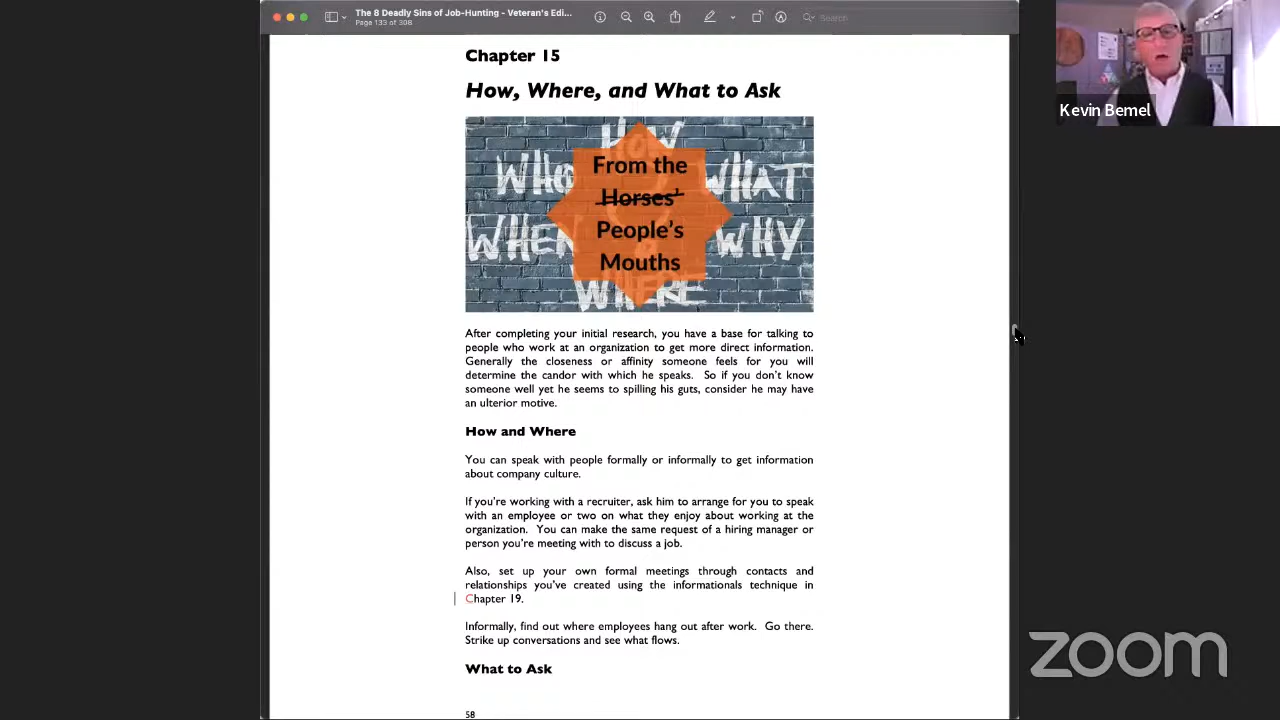 The 8 Deadly Sins of Job-Hunting - Veteran's Edi...
Page 133 of 308
Search
Kevin Bemel
Chapter 15
How, Where, and What to Ask
HOW
WHO
WHAT
WHEN
WHY
WHERE
From the
Horses'
People's
Mouths
After completing your initial research, you have a base for talking to
people who work at an organization to get more direct information.
Generally the closeness or affinity someone feels for you will
determine the candor with which he speaks. So if you don't know
someone well yet he seems to spilling his guts, consider he may have
an ulterior motive.
How and Where
You can speak with people formally or informally to get information
about company culture.
If you're working with a recruiter, ask him to arrange for you to speak
with an employee or two on what they enjoy about working at the
organization. You can make the same request of a hiring manager or
person you're meeting with to discuss a job.
Also, set up your own formal meetings through contacts and
relationships you've created using the informationals technique in
Chapter 19.
Informally, find out where employees hang out after work. Go there.
Strike up conversations and see what flows.
What to Ask
58
zoom